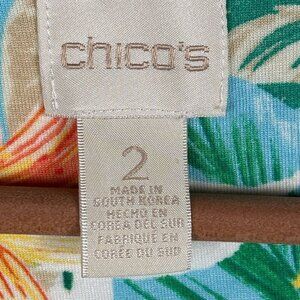 chico's
2
MADE IN
SOUTH KOREA
HECHO EN
COREA DEL SUR
FABRIQUÉ EN
CORÉE DU SUD